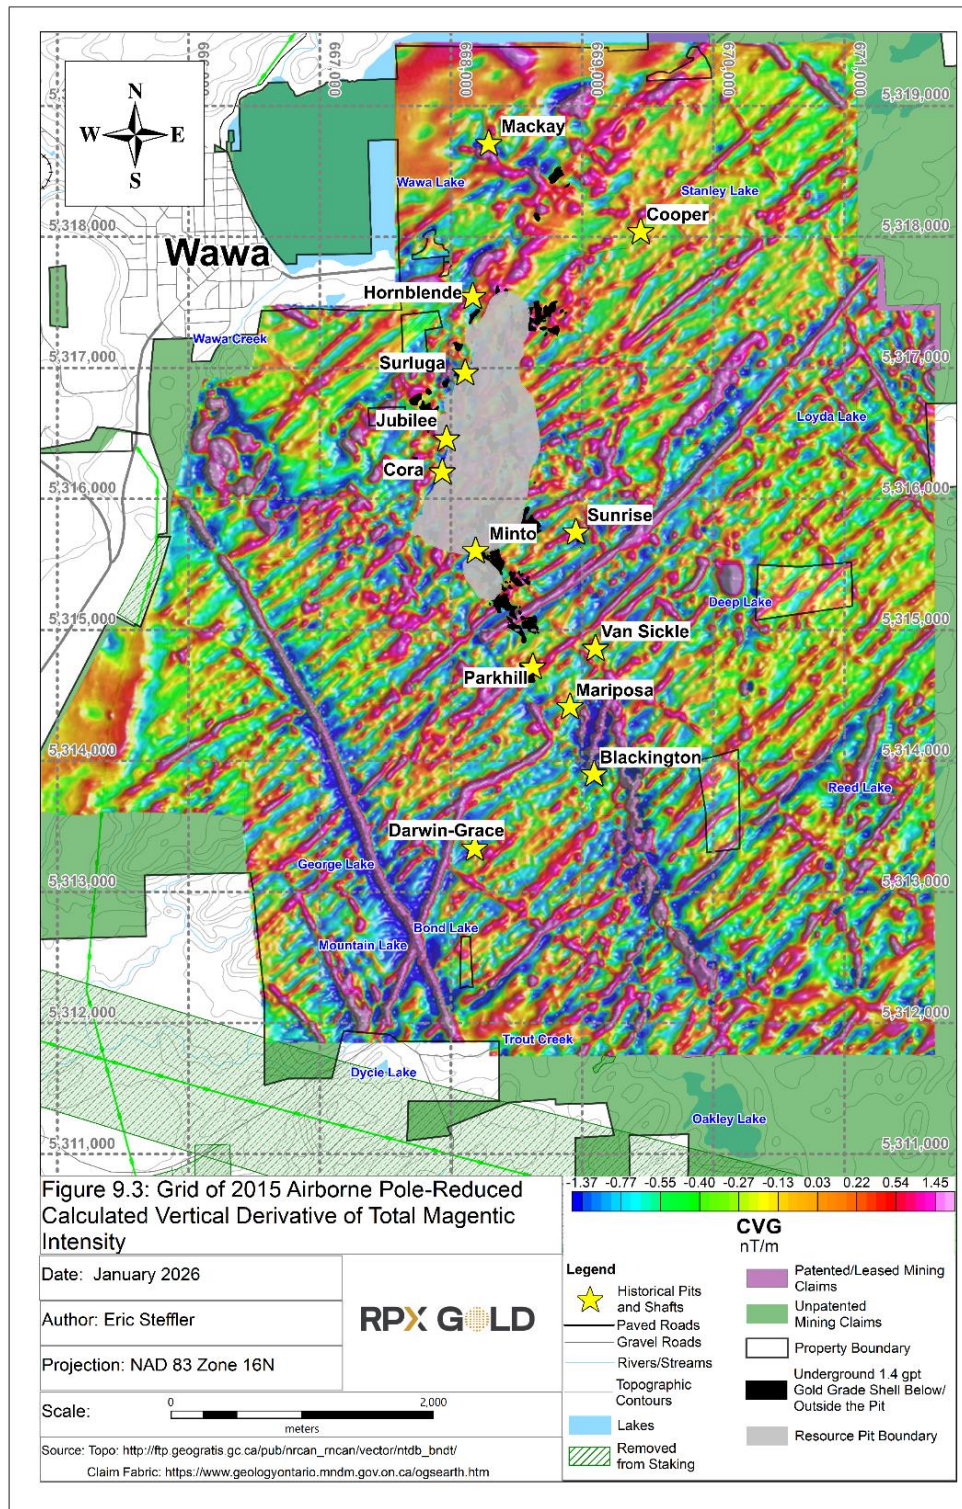 N
W E
S
696,000
697,000
668,000
669,000
670,000
671,000
5,319,000
Mackay
Wawa Lake
Stanley Lake
Cooper
5,318,000
5,318,000
Wawa
Hornblende
Wawa Creek
5,317,000
5,317,000
Surluga
Loyda Lake
Jubilee
Cora
5,316,000
5,316,000
Sunrise
Minto
Deep Lake
5,315,000
5,315,000
Van Sickle
Parkhill
Mariposa
5,314,000
5,314,000
Blackington
Reed Lake
Darwin-Grace
George Lake
5,313,000
5,313,000
Bond Lake
Mountain Lake
5,312,000
5,312,000
Trout Creek
Dycie Lake
Oakley Lake
5,311,000
5,311,000
Figure 9.3: Grid of 2015 Airborne Pole-Reduced
Calculated Vertical Derivative of Total Magentic
Intensity
Date: January 2026
Author: Eric Steffler
Projection: NAD 83 Zone 16N
RPX GOLD
Scale:
0 2,000
meters
Source: Topo: http://ftp.geogratis.gc.ca/pub/nrcan_rncan/vector/ntdb_bndt/
Claim Fabric: https://www.geologyontario.mndm.gov.on.ca/ogsearth.htm
-1.37 -0.77 -0.55 -0.40 -0.27 -0.13 0.03 0.22 0.54 1.45
CVG
nT/m
Legend
Historical Pits
and Shafts
Paved Roads
Gravel Roads
Rivers/Streams
Topographic
Contours
Lakes
Removed
from Staking
Patented/Leased Mining
Claims
Unpatented
Mining Claims
Property Boundary
Underground 1.4 gpt
Gold Grade Shell Below/
Outside the Pit
Resource Pit Boundary